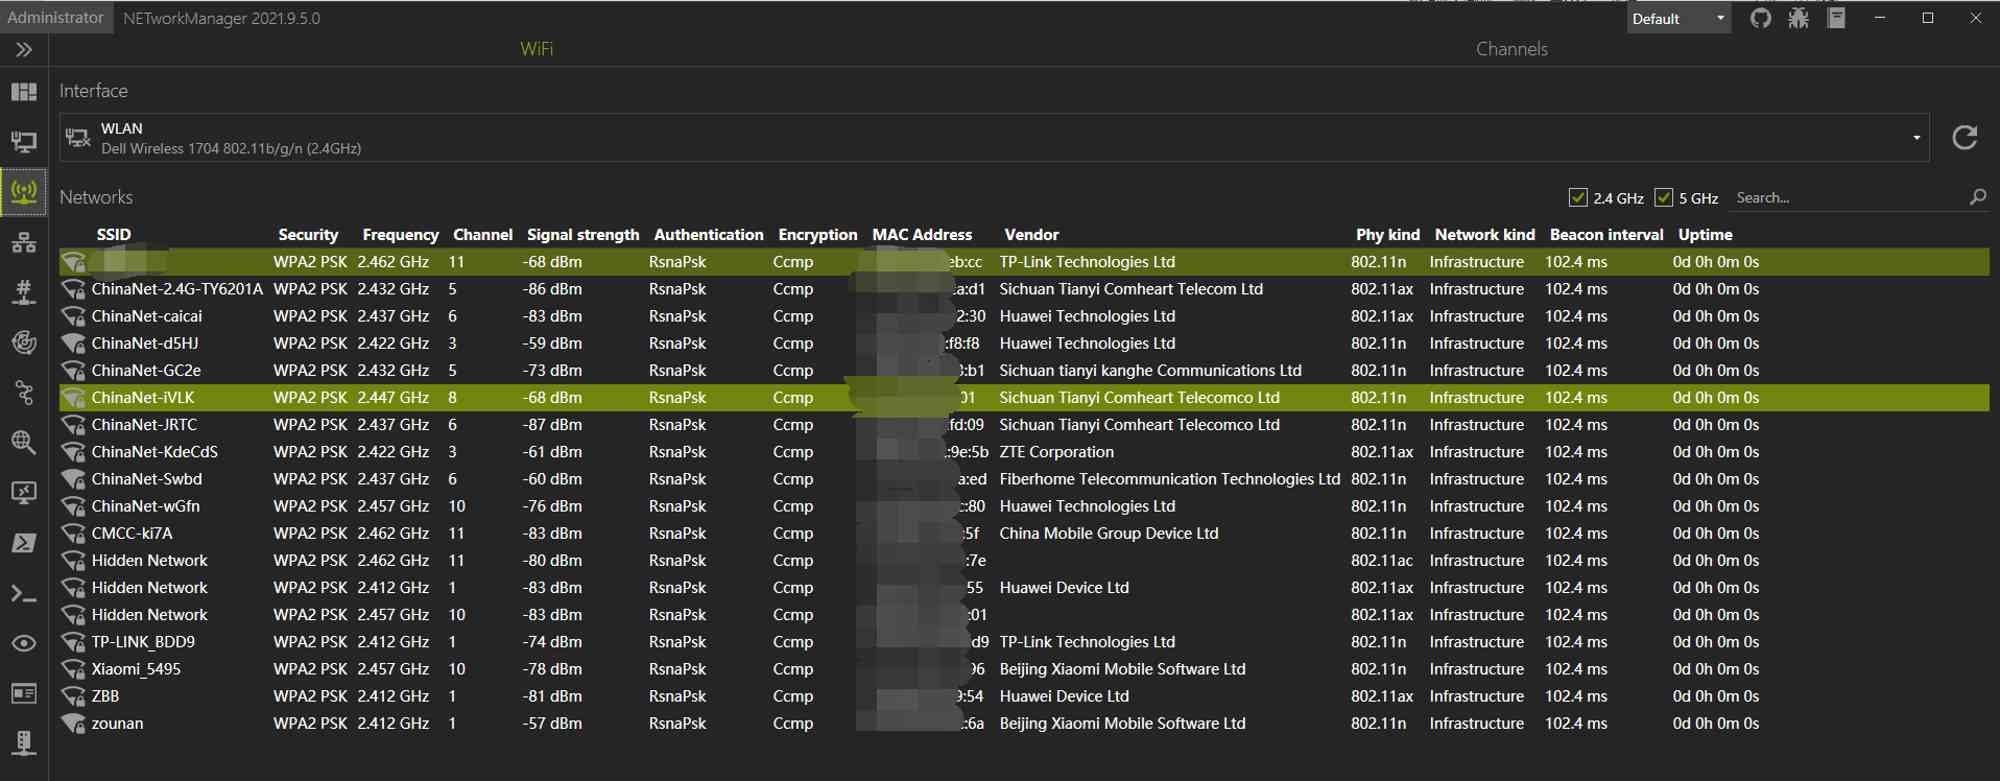 Administrator NETworkManager 2021.9.5.0 Default
WiFi Channels
Interface
WLAN
Dell Wireless 1704 802.11b/g/n (2.4GHz)
Networks 2.4 GHz 5 GHz Search...
SSID Security Frequency Channel Signal strength Authentication Encryption MAC Address Vendor Phy kind Network kind Beacon interval Uptime
WPA2 PSK 2.462 GHz 11 -68 dBm RsnaPsk Ccmp eb:cc TP-Link Technologies Ltd 802.11n Infrastructure 102.4 ms 0d 0h 0m 0s
ChinaNet-2.4G-TY6201A WPA2 PSK 2.432 GHz 5 -86 dBm RsnaPsk Ccmp a:d1 Sichuan Tianyi Comheart Telecom Ltd 802.11ax Infrastructure 102.4 ms 0d 0h 0m 0s
ChinaNet-caicai WPA2 PSK 2.437 GHz 6 -83 dBm RsnaPsk Ccmp 2:30 Huawei Technologies Ltd 802.11ax Infrastructure 102.4 ms 0d 0h 0m 0s
ChinaNet-d5HJ WPA2 PSK 2.422 GHz 3 -59 dBm RsnaPsk Ccmp :f8:f8 Huawei Technologies Ltd 802.11n Infrastructure 102.4 ms 0d 0h 0m 0s
ChinaNet-GC2e WPA2 PSK 2.432 GHz 5 -73 dBm RsnaPsk Ccmp :b1 Sichuan tianyi kanghe Communications Ltd 802.11n Infrastructure 102.4 ms 0d 0h 0m 0s
ChinaNet-iVLK WPA2 PSK 2.447 GHz 8 -68 dBm RsnaPsk Ccmp 01 Sichuan Tianyi Comheart Telecomco Ltd 802.11n Infrastructure 102.4 ms 0d 0h 0m 0s
ChinaNet-JRTC WPA2 PSK 2.437 GHz 6 -87 dBm RsnaPsk Ccmp fd:09 Sichuan Tianyi Comheart Telecomco Ltd 802.11n Infrastructure 102.4 ms 0d 0h 0m 0s
ChinaNet-KdeCdS WPA2 PSK 2.422 GHz 3 -61 dBm RsnaPsk Ccmp :9e:5b ZTE Corporation 802.11ax Infrastructure 102.4 ms 0d 0h 0m 0s
ChinaNet-Swbd WPA2 PSK 2.437 GHz 6 -60 dBm RsnaPsk Ccmp a:ed Fiberhome Telecommunication Technologies Ltd 802.11n Infrastructure 102.4 ms 0d 0h 0m 0s
ChinaNet-wGfn WPA2 PSK 2.457 GHz 10 -76 dBm RsnaPsk Ccmp c:80 Huawei Technologies Ltd 802.11n Infrastructure 102.4 ms 0d 0h 0m 0s
CMCC-ki7A WPA2 PSK 2.462 GHz 11 -83 dBm RsnaPsk Ccmp :5f China Mobile Group Device Ltd 802.11n Infrastructure 102.4 ms 0d 0h 0m 0s
Hidden Network WPA2 PSK 2.462 GHz 11 -80 dBm RsnaPsk Ccmp :7e 802.11ac Infrastructure 102.4 ms 0d 0h 0m 0s
Hidden Network WPA2 PSK 2.412 GHz 1 -83 dBm RsnaPsk Ccmp 55 Huawei Device Ltd 802.11ax Infrastructure 102.4 ms 0d 0h 0m 0s
Hidden Network WPA2 PSK 2.457 GHz 10 -83 dBm RsnaPsk Ccmp :01 802.11ax Infrastructure 102.4 ms 0d 0h 0m 0s
TP-LINK_BDD9 WPA2 PSK 2.412 GHz 1 -74 dBm RsnaPsk Ccmp d9 TP-Link Technologies Ltd 802.11n Infrastructure 102.4 ms 0d 0h 0m 0s
Xiaomi_5495 WPA2 PSK 2.457 GHz 10 -78 dBm RsnaPsk Ccmp 96 Beijing Xiaomi Mobile Software Ltd 802.11n Infrastructure 102.4 ms 0d 0h 0m 0s
ZBB WPA2 PSK 2.412 GHz 1 -81 dBm RsnaPsk Ccmp 9:54 Huawei Device Ltd 802.11ax Infrastructure 102.4 ms 0d 0h 0m 0s
zounan WPA2 PSK 2.412 GHz 1 -57 dBm RsnaPsk Ccmp :6a Beijing Xiaomi Mobile Software Ltd 802.11n Infrastructure 102.4 ms 0d 0h 0m 0s